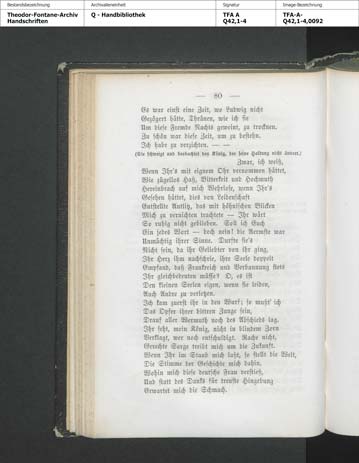 Bestandsbezeichnung
Archivalieneinheit
Signatur
Image-Bezeichnung
Theodor-Fontane-Archiv
Handschriften
Q - Handbibliothek
TFA A
Q42,1-4
TFA-A-
Q42,1-4,0092
— 80 —
Es war einst eine Zeit, wo Ludwig nicht
Gezögert hätte, Thränen, wie ich sie
Um diese Fremde Nachts geweint, zu trocknen.
Zu schön war diese Zeit, um zu bestehn.
Ich habe zu verzichten. — —
(Sie schweigt und beobachtet den König, der seine Haltung nicht ändert.)
Zwar, ich weiß,
Wenn Ihr's mit eignem Ohr vernommen hättet,
Wie zügellos Haß, Bitterkeit und Hochmuth
Hereinbrach auf mich Wehrlose, wenn Ihr's
Gesehen hättet, dies von Leidenschaft
Entstellte Antlitz, das mit höhnischen Blicken
Mich zu vernichten trachtete — Ihr wärt
So ruhig nicht geblieben. Soll ich Euch
Ein jedes Wort — doch nein! die Aermste war
Unmächtig ihrer Sinne. Durfte sie's
Nicht sein, da ihr Geliebter von ihr ging,
Ihr Herz ihm nachschrie, ihre Seele doppelt
Empfand, daß Frankreich und Verbannung stets
Ihr gleichbedeutend müsse? O, es ist
Den kleinen Seelen eigen, wenn sie leiden,
Auch Andre zu verletzen.
Ich kam zuerst ihr in den Wurf; so mußt' ich
Das Opfer ihrer bittren Zunge sein,
Drauf aller Wermuth noch des Abschieds lag.
Ihr seht, mein König, nicht in blindem Zorn
Verklagt, wer noch entschuldigt. Rache nicht,
Gerechte Sorge treibt mich um die Zukunft.
Wenn Ihr im Staub mich laßt, so stellt die Welt,
Die Stimme der Geschichte mich dahin,
Wohin mich diese deutsche Frau verstieß,
Und statt des Danks für treuste Hingebung
Erwartet mich die Schmach.